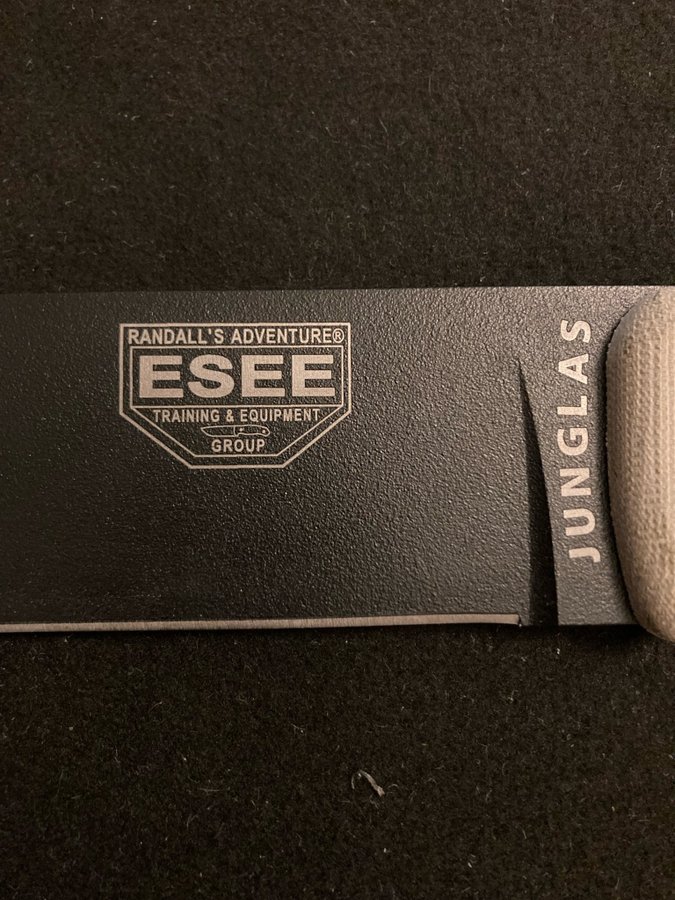 RANDALL'S ADVENTURE®
ESEE
TRAINING & EQUIPMENT
GROUP
JUNGLAS